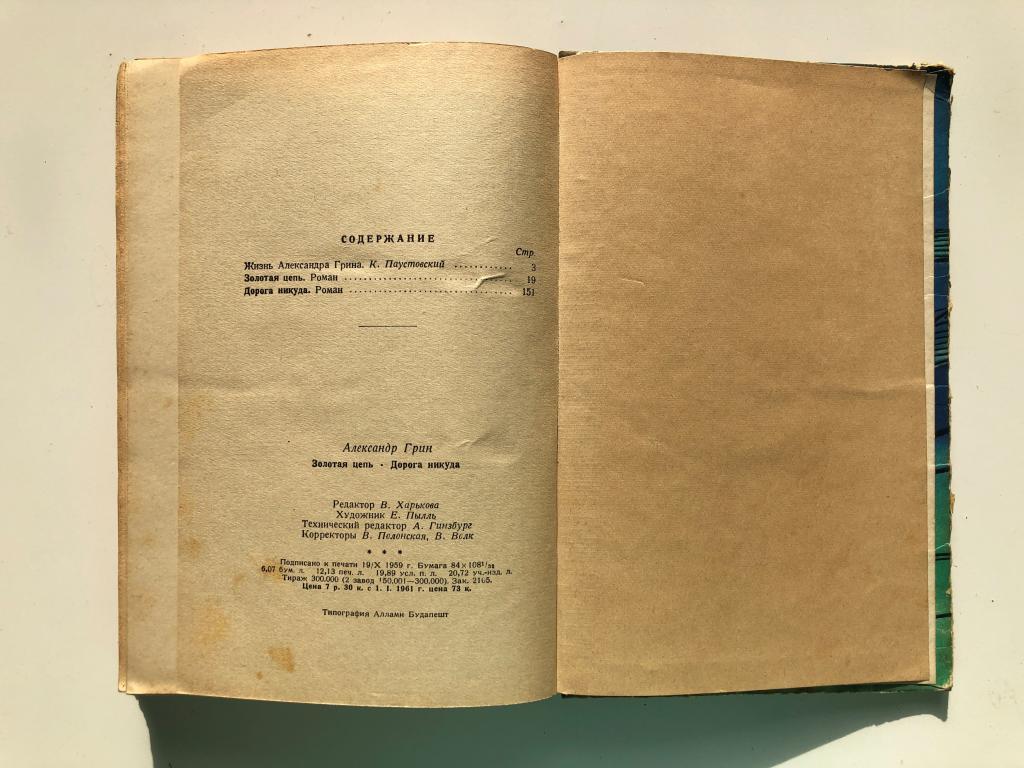 СОДЕРЖАНИЕ
Стр
Жизнь Александра Грина. К. Паустовский ............ 3
Золотая цепь. Роман ............ 19
Дорога никуда. Роман ............ 151
Александр Грин
Золотая цепь · Дорога никуда
Редактор В. Харькова
Художник Е. Пылль
Технический редактор А. Гинзбург
Корректоры В. Полонская, В. Волк
* * *
Подписано к печати 19/X 1959 г. Бумага 84×108¹/₃₂
6,07 бум. л. 12,13 печ. л. 19,89 усл. п. л. 20,72 уч.-изд. л.
Тираж 300.000 (2 завод 150.001—300.000). Зак. 2105.
Цена 7 р. 30 к. с 1. I. 1961 г. цена 73 к.
Типография Аллами Будапешт